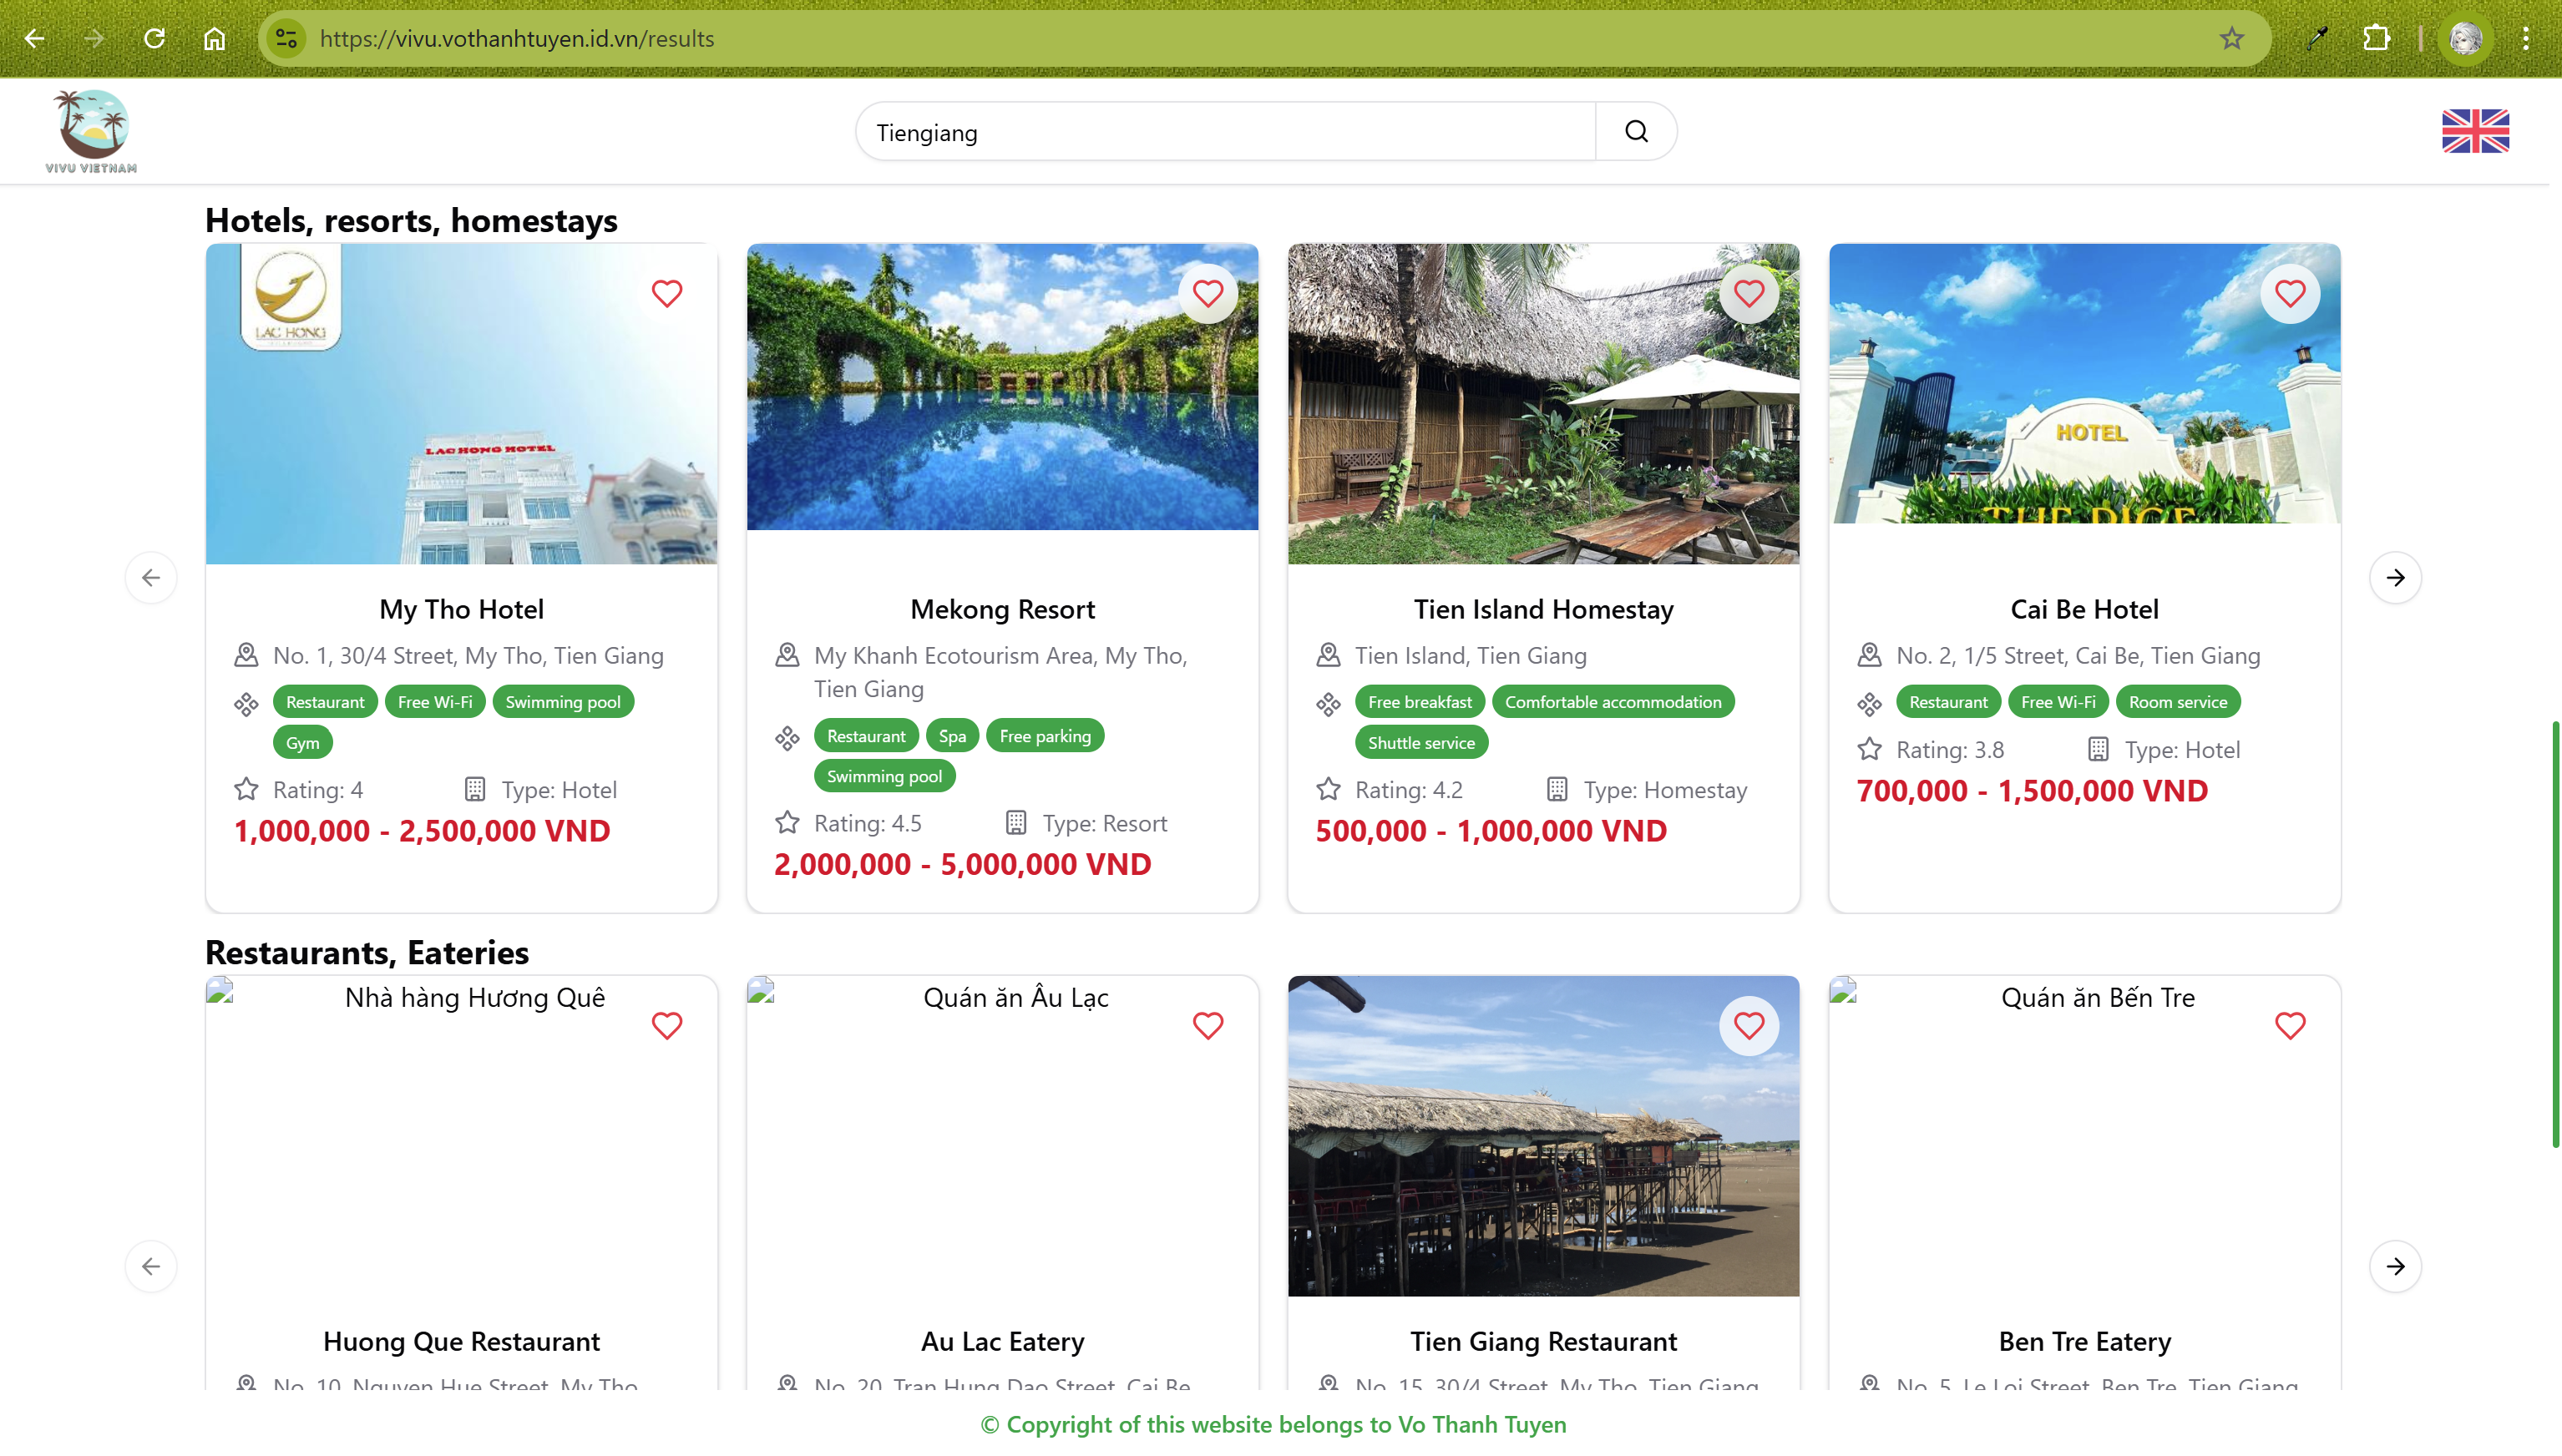 https://vivu.vothanhtuyen.id.vn/results
VIVU VIETNAM
Tiengiang
Hotels, resorts, homestays
LAC HONG
LAC HONG HOTEL
HOTEL
My Tho Hotel
No. 1, 30/4 Street, My Tho, Tien Giang
Restaurant Free Wi-Fi Swimming pool
Gym
Rating: 4 Type: Hotel
1,000,000 - 2,500,000 VND
Mekong Resort
My Khanh Ecotourism Area, My Tho,
Tien Giang
Restaurant Spa Free parking
Swimming pool
Rating: 4.5 Type: Resort
2,000,000 - 5,000,000 VND
Tien Island Homestay
Tien Island, Tien Giang
Free breakfast Comfortable accommodation
Shuttle service
Rating: 4.2 Type: Homestay
500,000 - 1,000,000 VND
Cai Be Hotel
No. 2, 1/5 Street, Cai Be, Tien Giang
Restaurant Free Wi-Fi Room service
Rating: 3.8 Type: Hotel
700,000 - 1,500,000 VND
Restaurants, Eateries
Nhà hàng Hương Quê
Huong Que Restaurant
No. 10, Nguyen Hue Street, My Tho,
Quán ăn Âu Lạc
Au Lac Eatery
No. 20, Tran Hung Dao Street, Cai Be,
Tien Giang Restaurant
No. 15, 30/4 Street, My Tho, Tien Giang
Quán ăn Bến Tre
Ben Tre Eatery
No. 5, Le Loi Street, Ben Tre, Tien Giang
© Copyright of this website belongs to Vo Thanh Tuyen